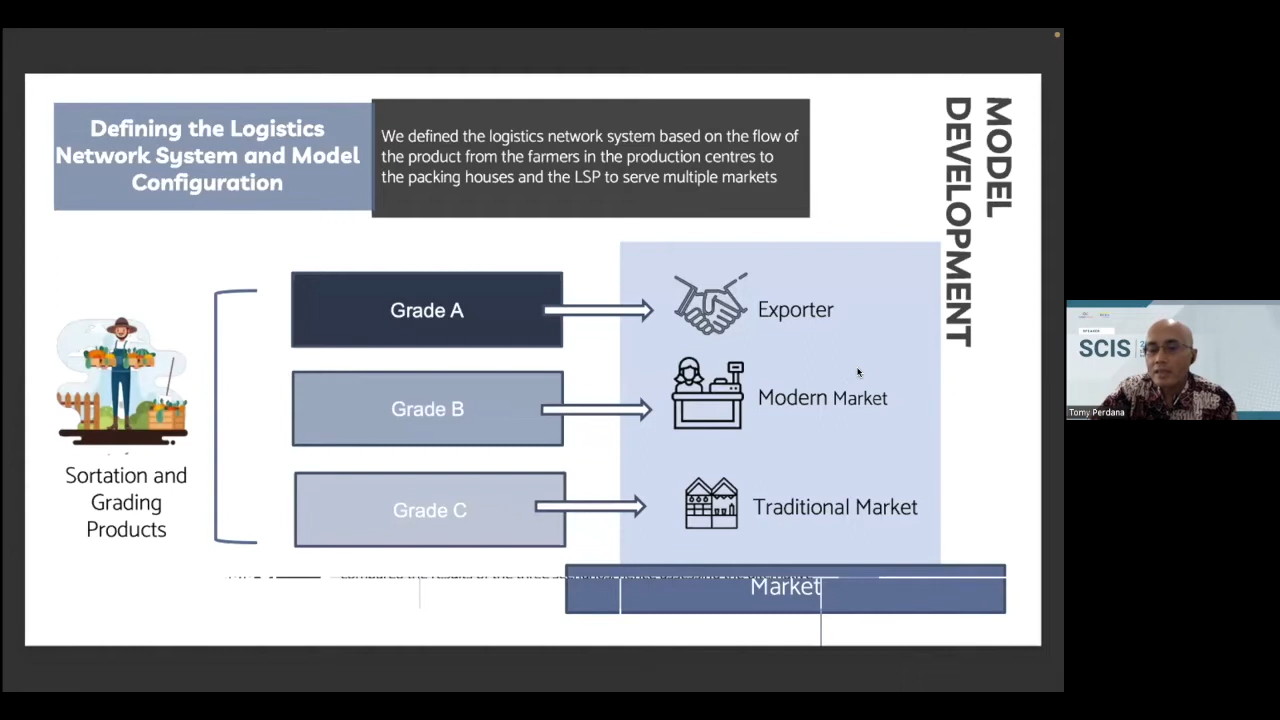 Defining the Logistics
Network System and Model
Configuration
We defined the logistics network system based on the flow of
the product from the farmers in the production centres to
the packing houses and the LSP to serve multiple markets
MODEL
DEVELOPMENT
Sortation and
Grading
Products
Grade A
Exporter
Grade B
Modern Market
Grade C
Traditional Market
Market
SCIS
Tomy Perdana